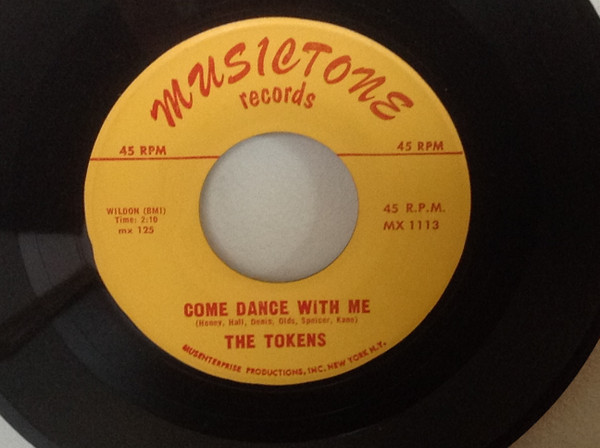 MUSICTONE
records
45 RPM
45 RPM
WILDON (BMI)
Time: 2:10
mx 125
45 R.P.M.
MX 1113
COME DANCE WITH ME
(Honey, Hall, Denis, Olds, Speiser, Kane)
THE TOKENS
MUSENTERPRISE PRODUCTIONS, INC. NEW YORK N.Y.